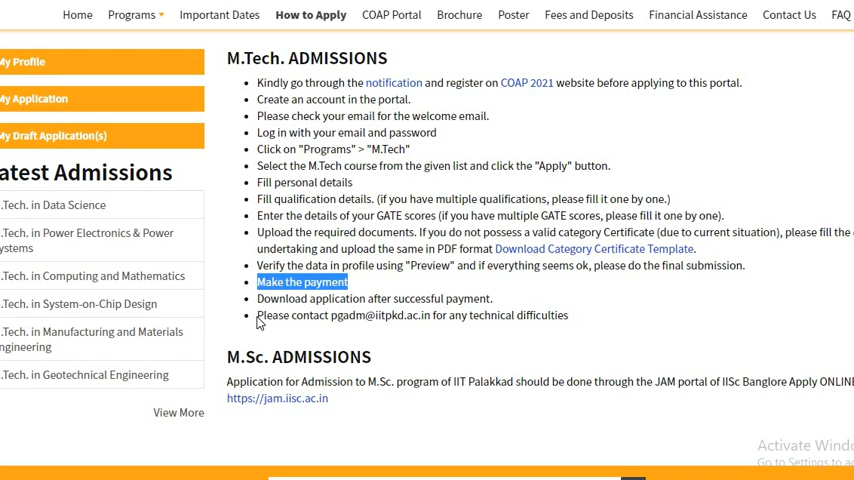 Home Programs Important Dates How to Apply COAP Portal Brochure Poster Fees and Deposits Financial Assistance Contact Us FAQ
My Profile
My Application
My Draft Application(s)
atest Admissions
.Tech. in Data Science
.Tech. in Power Electronics & Power
ystems
.Tech. in Computing and Mathematics
.Tech. in System-on-Chip Design
.Tech. in Manufacturing and Materials
ngineering
.Tech. in Geotechnical Engineering
View More
M.Tech. ADMISSIONS
Kindly go through the notification and register on COAP 2021 website before applying to this portal.
Create an account in the portal.
Please check your email for the welcome email.
Log in with your email and password
Click on "Programs" > "M.Tech"
Select the M.Tech course from the given list and click the "Apply" button.
Fill personal details
Fill qualification details. (if you have multiple qualifications, please fill it one by one.)
Enter the details of your GATE scores (if you have multiple GATE scores, please fill it one by one).
Upload the required documents. If you do not possess a valid category Certificate (due to current situation), please fill the
undertaking and upload the same in PDF format Download Category Certificate Template.
Verify the data in profile using "Preview" and if everything seems ok, please do the final submission.
Make the payment
Download application after successful payment.
Please contact pgadm@iitpkd.ac.in for any technical difficulties
M.Sc. ADMISSIONS
Application for Admission to M.Sc. program of IIT Palakkad should be done through the JAM portal of IISc Banglore Apply ONLINE
https://jam.iisc.ac.in
Activate Windo
Go to Settings to a